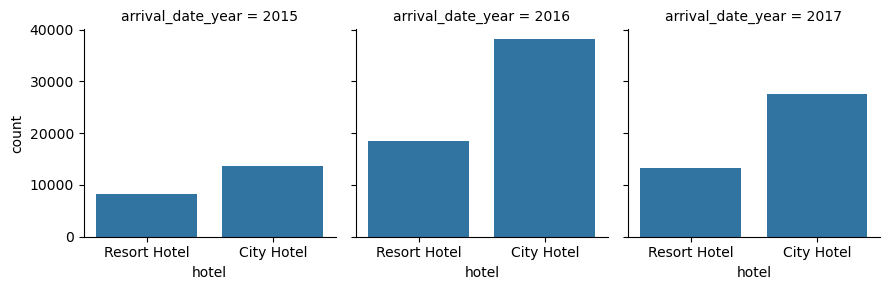 arrival_date_year = 2015
arrival_date_year = 2016
arrival_date_year = 2017
count
40000
30000
20000
10000
0
Resort Hotel
City Hotel
Resort Hotel
City Hotel
Resort Hotel
City Hotel
hotel
hotel
hotel